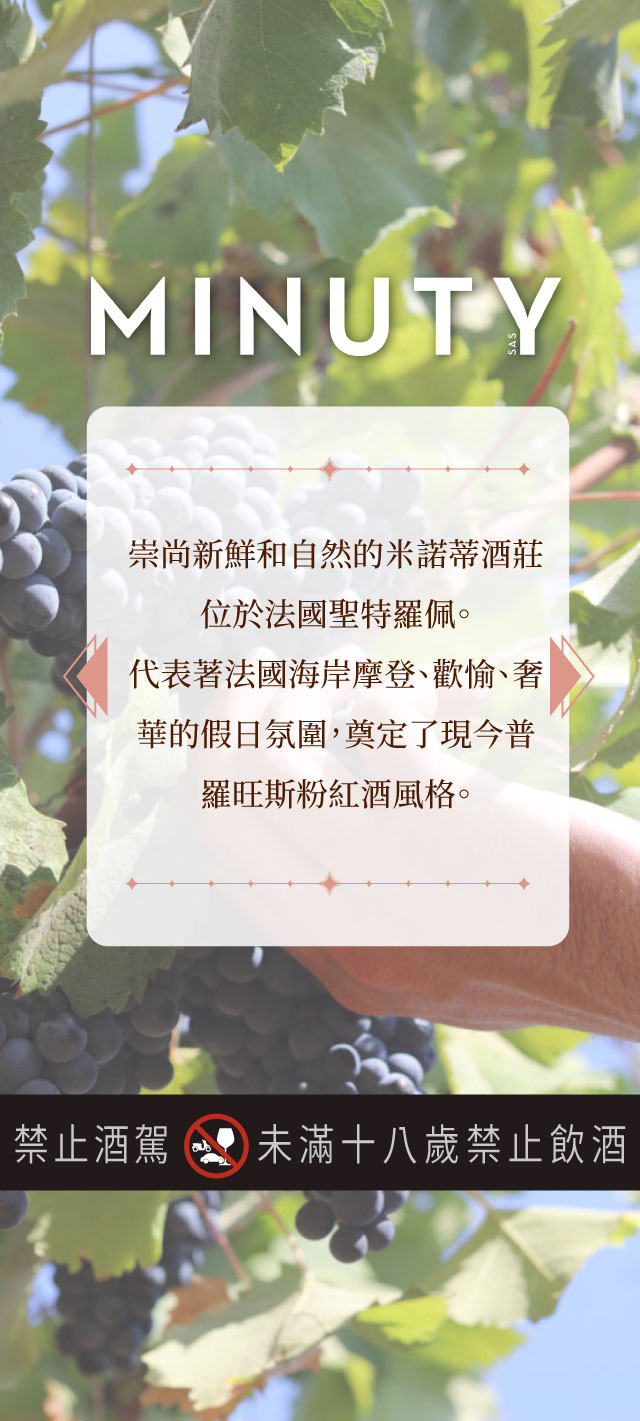 MINUTY
SAS
崇尚新鮮和自然的米諾蒂酒莊
位於法國聖特羅佩。
代表著法國海岸摩登、歡愉、奢
華的假日氛圍，奠定了現今普
羅旺斯粉紅酒風格。
禁止酒駕 未滿十八歲禁止飲酒